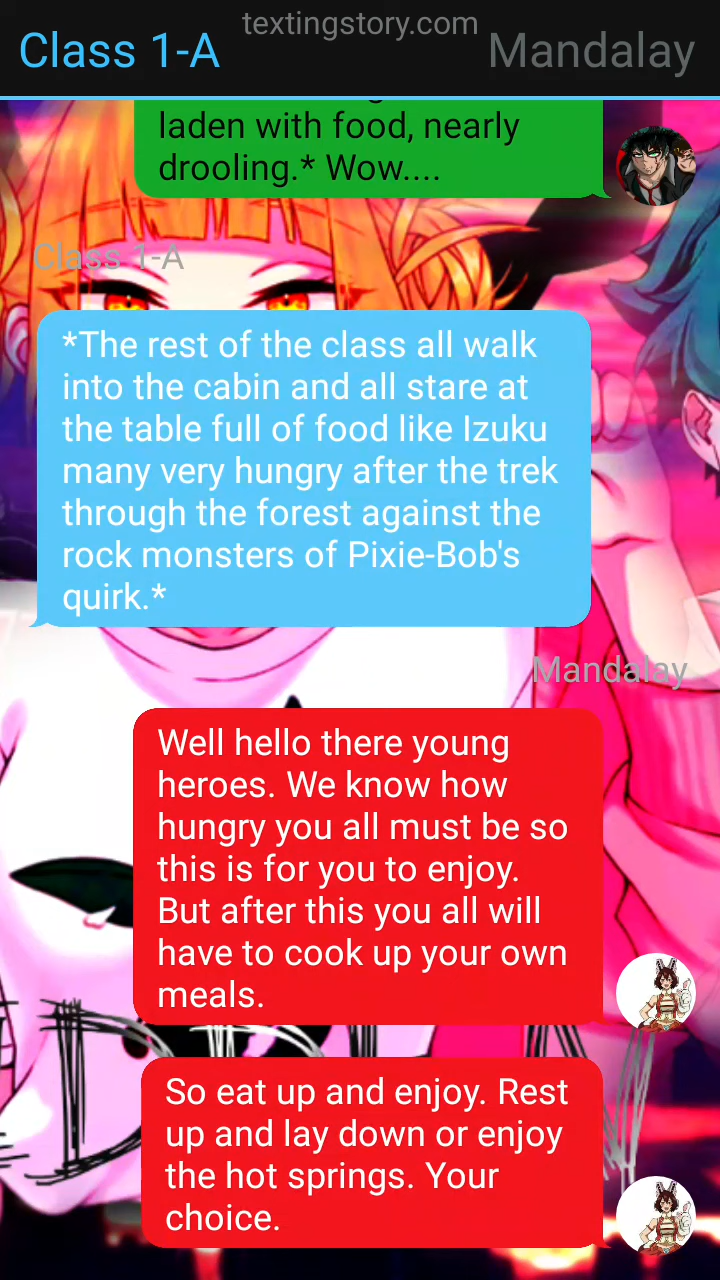 textingstory.com
Class 1-A
Mandalay
laden with food, nearly
drooling.* Wow....
Class 1-A
*The rest of the class all walk
into the cabin and all stare at
the table full of food like Izuku
many very hungry after the trek
through the forest against the
rock monsters of Pixie-Bob's
quirk.*
Mandalay
Well hello there young
heroes. We know how
hungry you all must be so
this is for you to enjoy.
But after this you all will
have to cook up your own
meals.
So eat up and enjoy. Rest
up and lay down or enjoy
the hot springs. Your
choice.